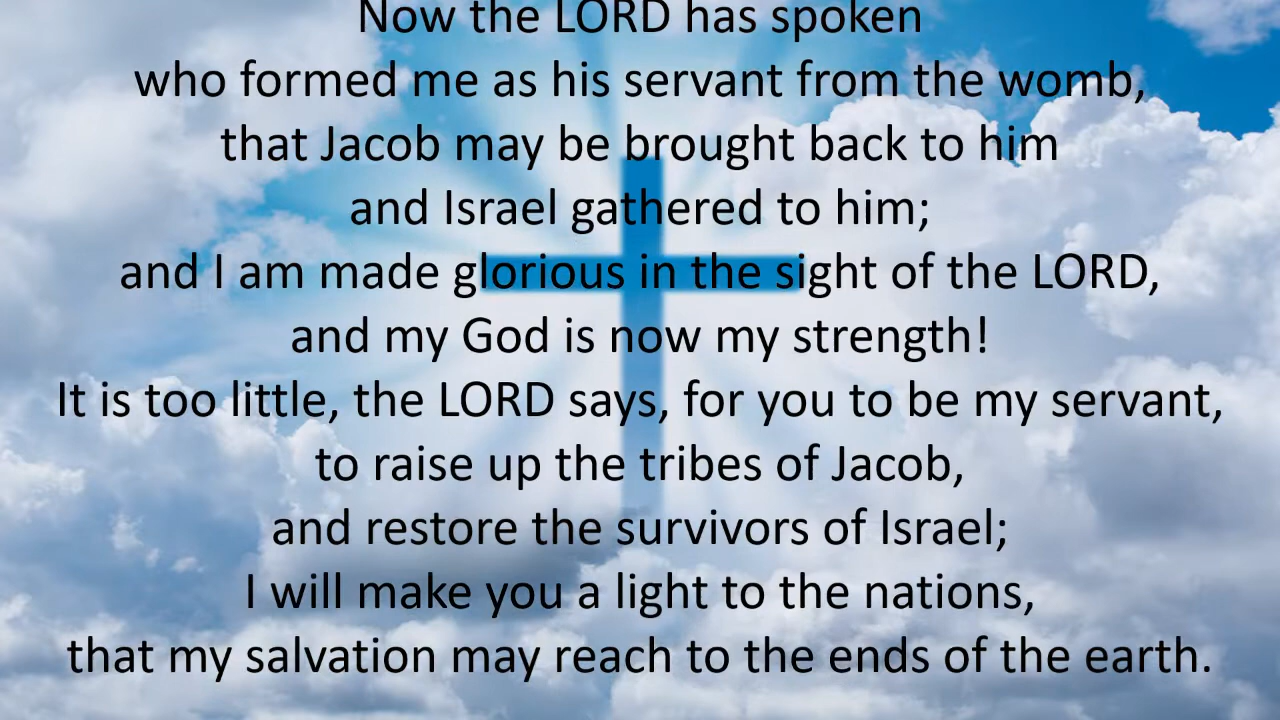 Now the LORD has spoken
who formed me as his servant from the womb,
that Jacob may be brought back to him
and Israel gathered to him;
and I am made glorious in the sight of the LORD,
and my God is now my strength!
It is too little, the LORD says, for you to be my servant,
to raise up the tribes of Jacob,
and restore the survivors of Israel;
I will make you a light to the nations,
that my salvation may reach to the ends of the earth.